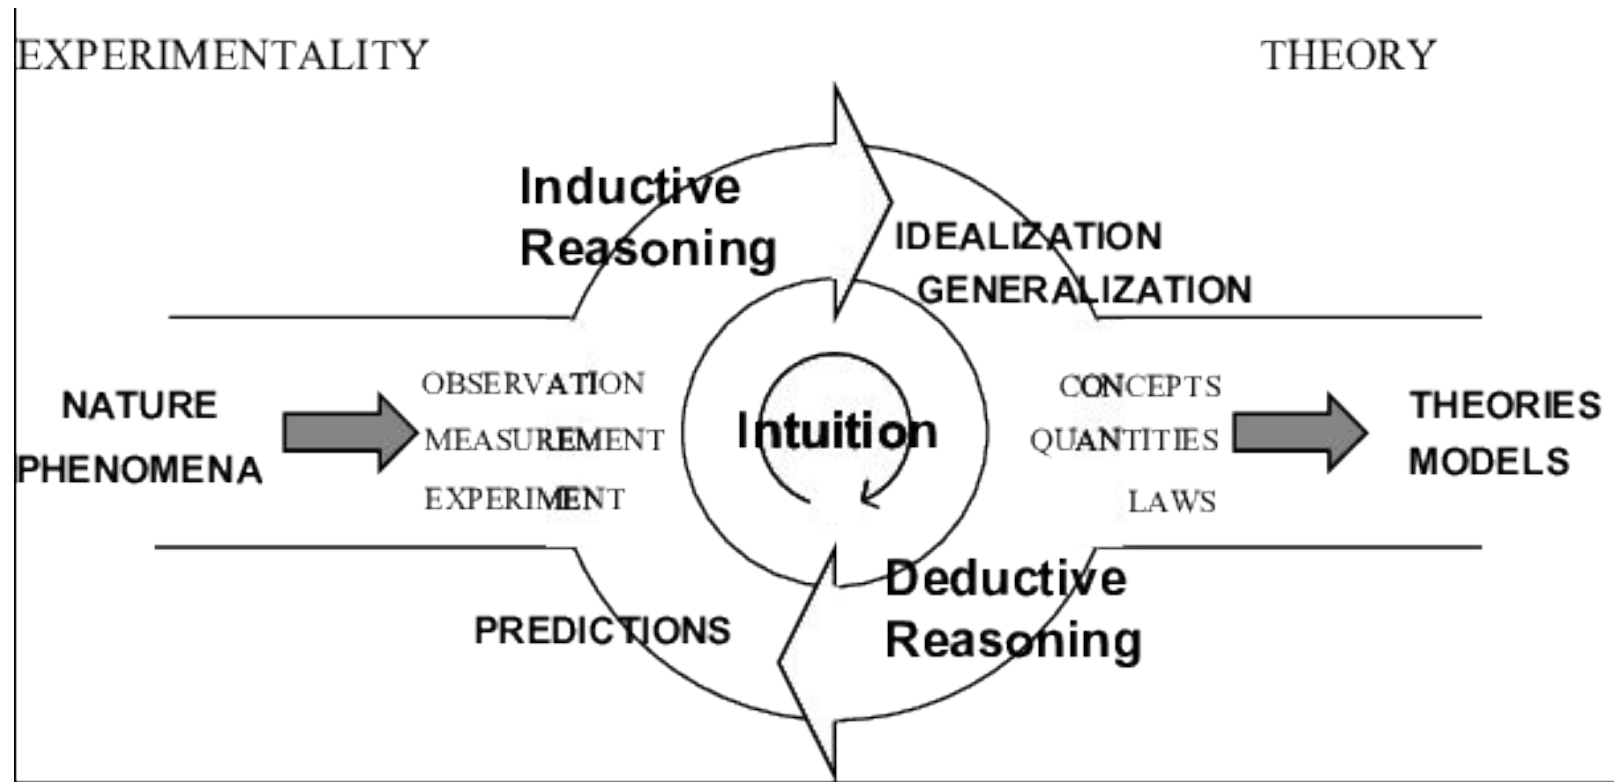 EXPERIMENTALITY
THEORY
Inductive
Reasoning
IDEALIZATION
GENERALIZATION
NATURE
PHENOMENA
OBSERVATION
MEASUREMENT
EXPERIMENT
Intuition
CONCEPTS
QUANTITIES
LAWS
THEORIES
MODELS
PREDICTIONS
Deductive
Reasoning